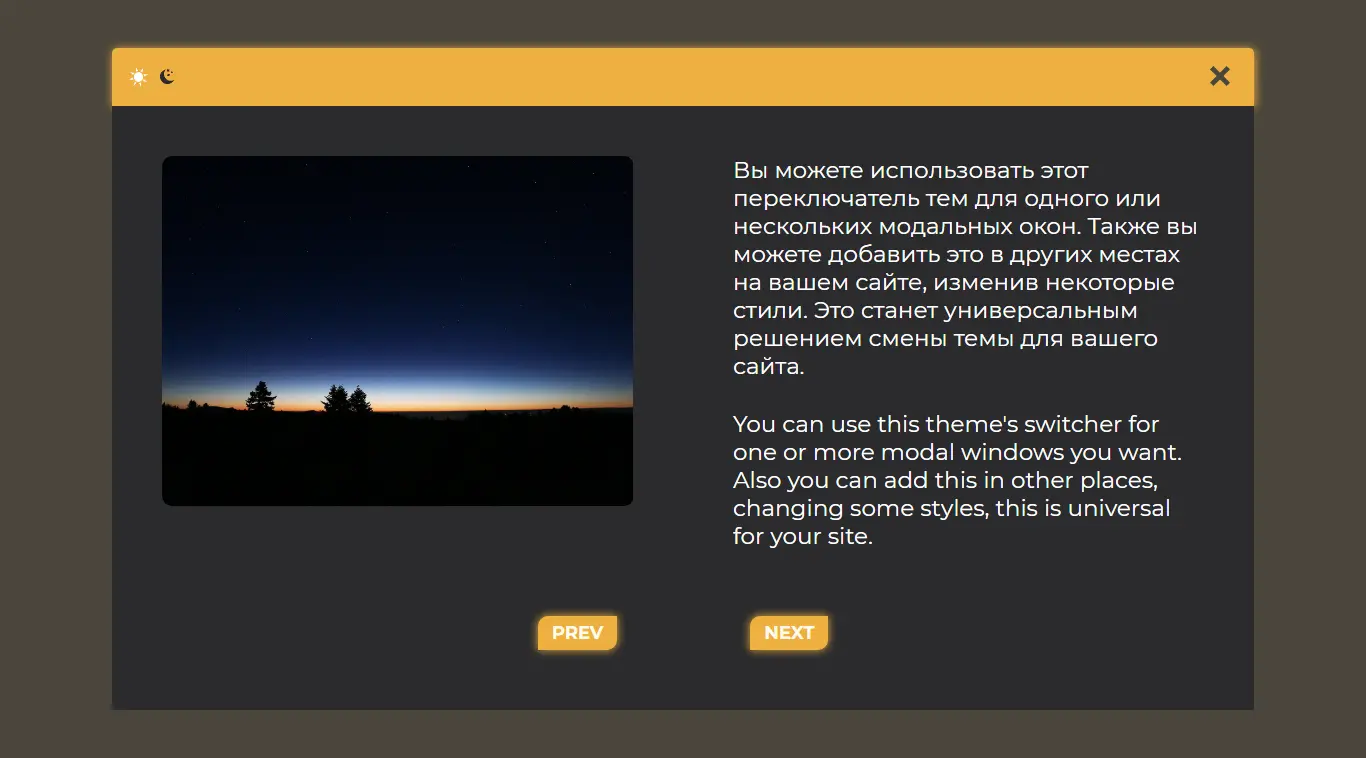 Вы можете использовать этот
переключатель тем для одного или
нескольких модальных окон. Также вы
можете добавить это в других местах
на вашем сайте, изменив некоторые
стили. Это станет универсальным
решением смены темы для вашего
сайта.
You can use this theme's switcher for
one or more modal windows you want.
Also you can add this in other places,
changing some styles, this is universal
for your site.
PREV
NEXT